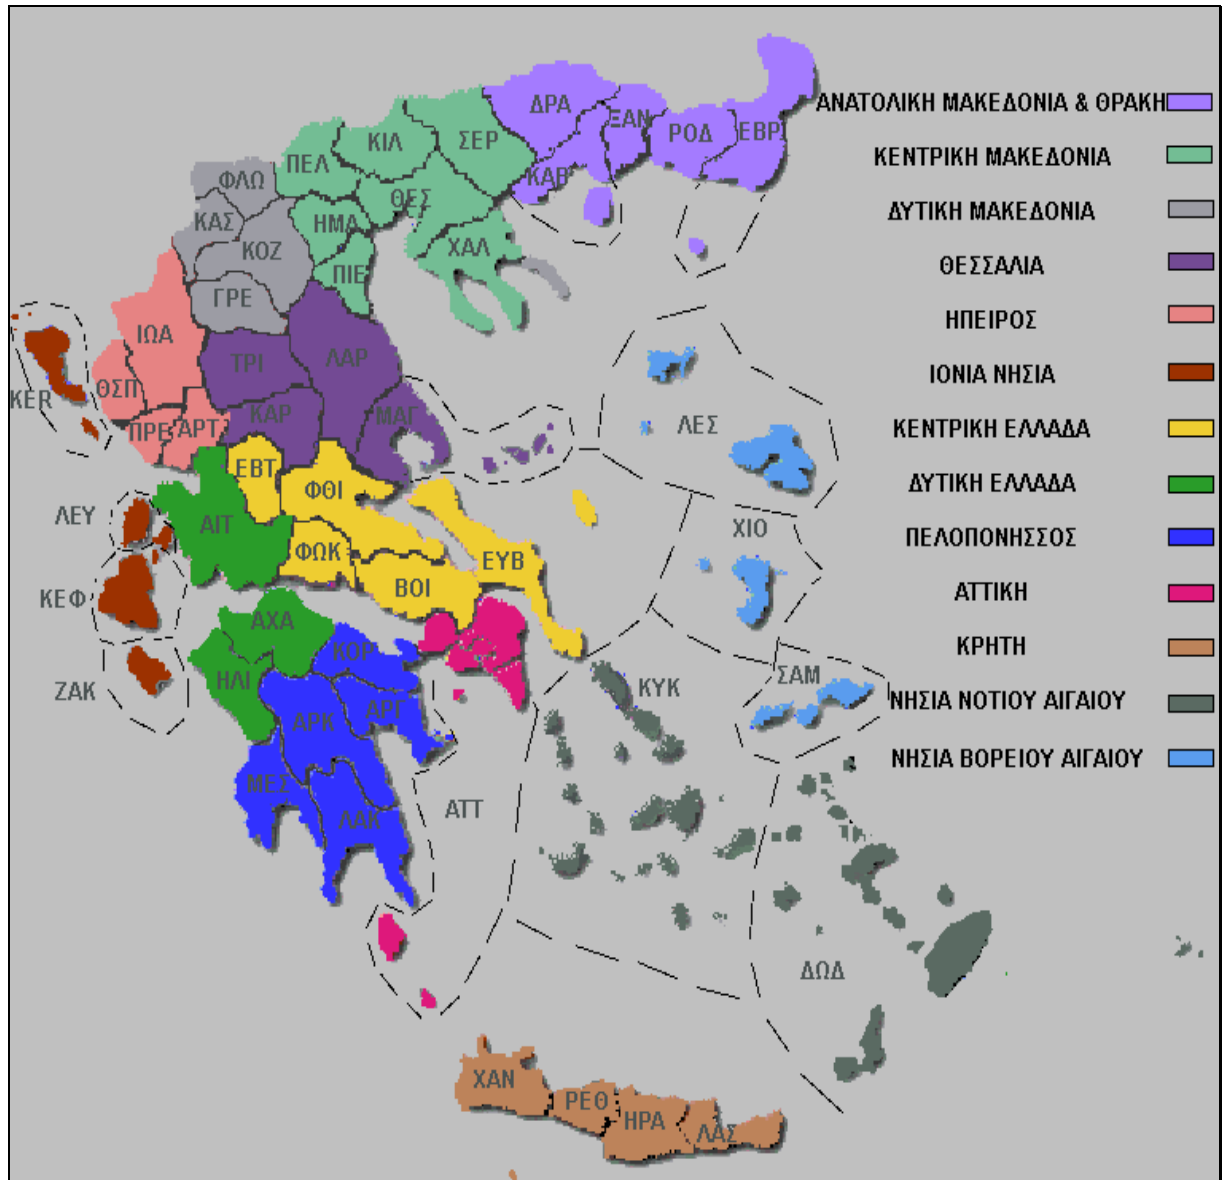 ΑΝΑΤΟΛΙΚΗ ΜΑΚΕΔΟΝΙΑ & ΘΡΑΚΗ
ΚΕΝΤΡΙΚΗ ΜΑΚΕΔΟΝΙΑ
ΔΥΤΙΚΗ ΜΑΚΕΔΟΝΙΑ
ΘΕΣΣΑΛΙΑ
ΗΠΕΙΡΟΣ
ΙΟΝΙΑ ΝΗΣΙΑ
ΚΕΝΤΡΙΚΗ ΕΛΛΑΔΑ
ΔΥΤΙΚΗ ΕΛΛΑΔΑ
ΠΕΛΟΠΟΝΗΣΣΟΣ
ΑΤΤΙΚΗ
ΚΡΗΤΗ
ΝΗΣΙΑ ΝΟΤΙΟΥ ΑΙΓΑΙΟΥ
ΝΗΣΙΑ ΒΟΡΕΙΟΥ ΑΙΓΑΙΟΥ
ΔΡΑ
ΞΑΝ
ΡΟΔ
ΕΒΡ
ΚΑΒ
ΣΕΡ
ΚΙΛ
ΠΕΛ
ΘΕΣ
ΗΜΑ
ΧΑΛ
ΠΙΕ
ΦΛΩ
ΚΑΣ
ΚΟΖ
ΓΡΕ
ΙΩΑ
ΘΣΠ
ΠΡΕ
ΑΡΤ
ΤΡΙ
ΛΑΡ
ΚΑΡ
ΜΑΓ
ΚΕR
ΛΕΥ
ΚΕΦ
ΖΑΚ
ΕΒΤ
ΦΘΙ
ΦΩΚ
ΒΟΙ
ΕΥΒ
ΑΙΤ
ΑΧΑ
ΗΛΙ
ΚΟΡ
ΑΡΓ
ΑΡΚ
ΜΕΣ
ΛΑΚ
ΑΤΤ
ΛΕΣ
ΧΙΟ
ΣΑΜ
ΚΥΚ
ΔΩΔ
ΧΑΝ
ΡΕΘ
ΗΡΑ
ΛΑΣ